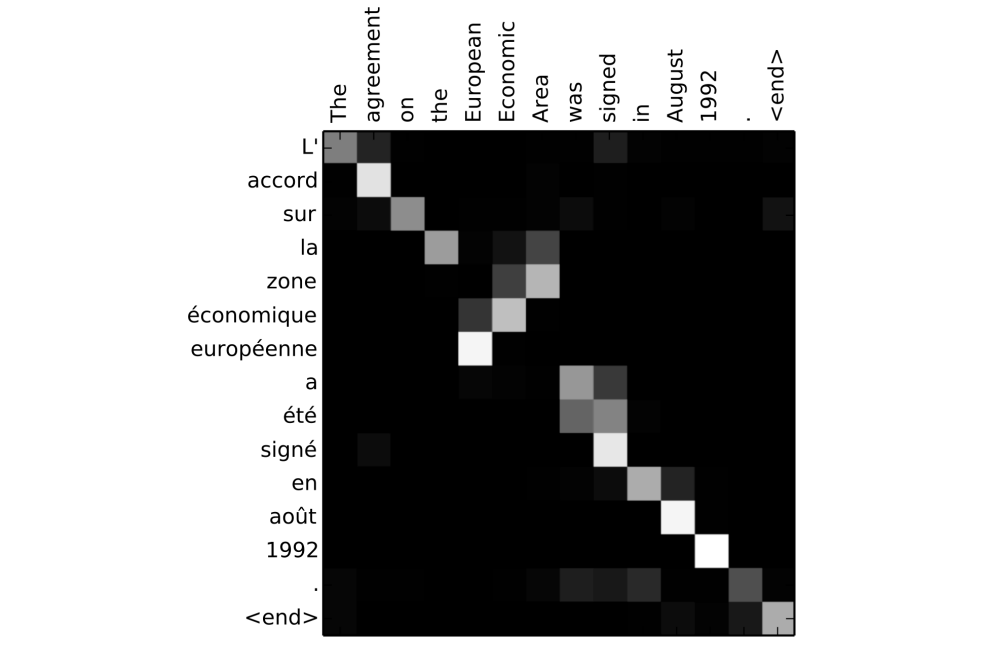 The agreement on the European Economic Area was signed in August 1992 . <end>
L'
accord
sur
la
zone
économique
européenne
a
été
signé
en
août
1992
.
<end>